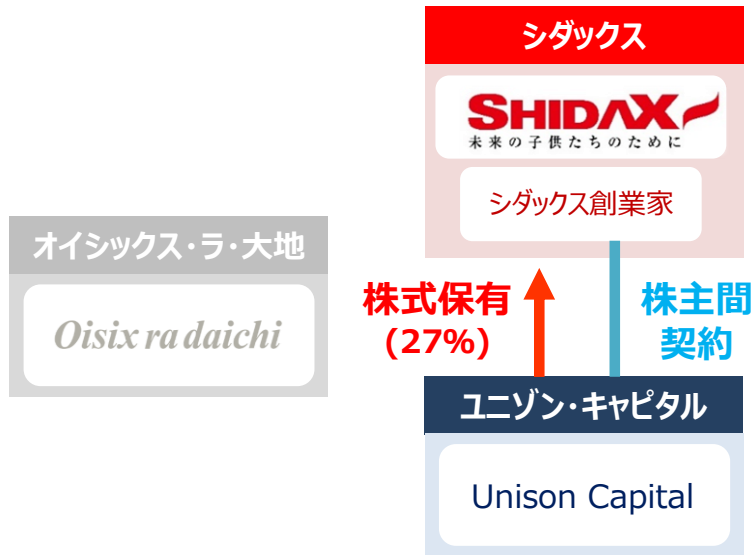 シダックス
SHIDAX
未来の子供たちのために
シダックス創業家
オイシックス・ラ・大地
Oisix ra daichi
株式保有
(27%)
株主間
契約
ユニゾン・キャピタル
Unison Capital